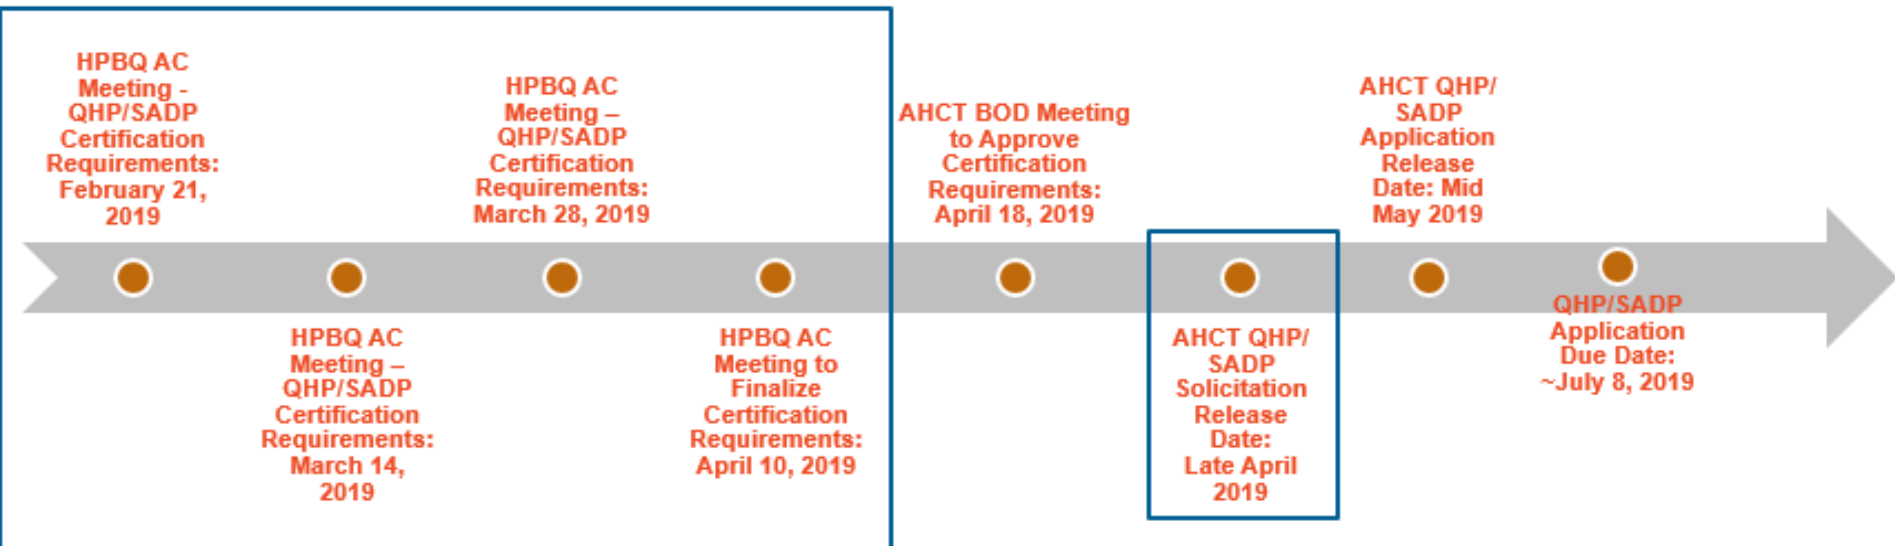 HPBQ AC
Meeting -
QHP/SADP
Certification
Requirements:
February 21,
2019
HPBQ AC
Meeting –
QHP/SADP
Certification
Requirements:
March 14,
2019
HPBQ AC
Meeting –
QHP/SADP
Certification
Requirements:
March 28, 2019
HPBQ AC
Meeting to
Finalize
Certification
Requirements:
April 10, 2019
AHCT BOD Meeting
to Approve
Certification
Requirements:
April 18, 2019
AHCT QHP/
SADP
Solicitation
Release
Date:
Late April
2019
AHCT QHP/
SADP
Application
Release
Date: Mid
May 2019
QHP/SADP
Application
Due Date:
~July 8, 2019